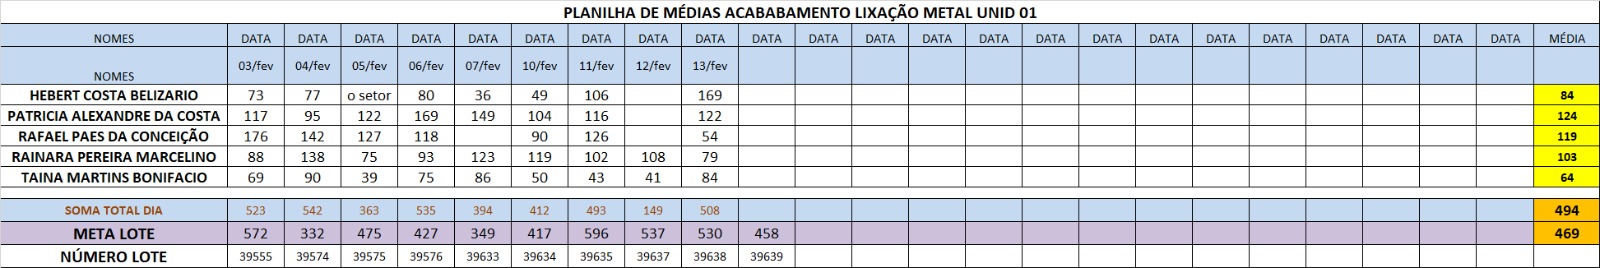 PLANILHA DE MÉDIAS ACABABAMENTO LIXAÇÃO METAL UNID 01
NOMES DATA DATA DATA DATA DATA DATA DATA DATA DATA DATA DATA DATA DATA DATA DATA DATA DATA DATA DATA DATA DATA DATA DATA MÉDIA
NOMES 03/fev 04/fev 05/fev 06/fev 07/fev 10/fev 11/fev 12/fev 13/fev
HEBERT COSTA BELIZARIO 73 77 o setor 80 36 49 106 169 84
PATRICIA ALEXANDRE DA COSTA 117 95 122 169 149 104 116 122 124
RAFAEL PAES DA CONCEIÇÃO 176 142 127 118 90 126 54 119
RAINARA PEREIRA MARCELINO 88 138 75 93 123 119 102 108 79 103
TAINA MARTINS BONIFACIO 69 90 39 75 86 50 43 41 84 64
SOMA TOTAL DIA 523 542 363 535 394 412 493 149 508 494
META LOTE 572 332 475 427 349 417 596 537 530 458 469
NÚMERO LOTE 39555 39574 39575 39576 39633 39634 39635 39637 39638 39639